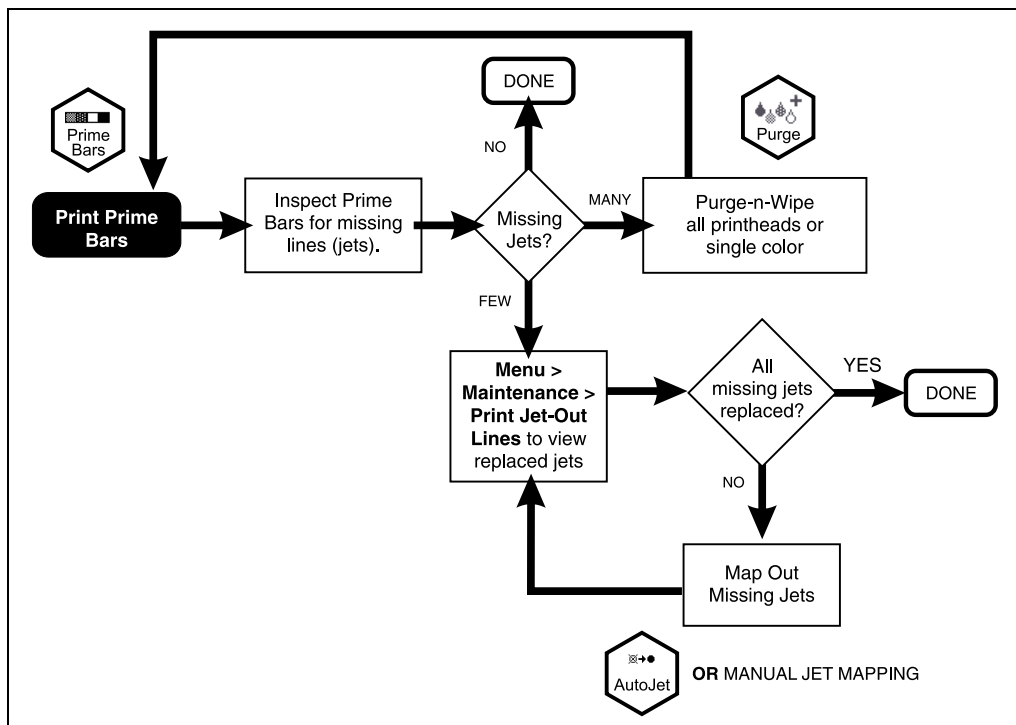 DONE
Prime
Bars
Purge
NO
Print Prime
Bars
Inspect Prime
Bars for missing
lines (jets).
Missing
Jets?
MANY
Purge-n-Wipe
all printheads or
single color
FEW
Menu >
Maintenance >
Print Jet-Out
Lines to view
replaced jets
All
missing jets
replaced?
YES
DONE
NO
Map Out
Missing Jets
AutoJet
OR MANUAL JET MAPPING